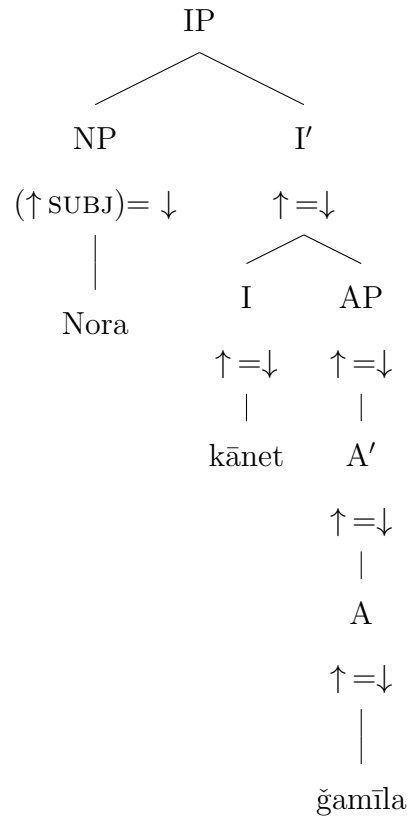 IP
NP I′
(↑ SUBJ)= ↓ ↑ =↓
I AP
Nora
↑ =↓ ↑ =↓
kānet A′
↑ =↓
A
↑ =↓
ǧamīla